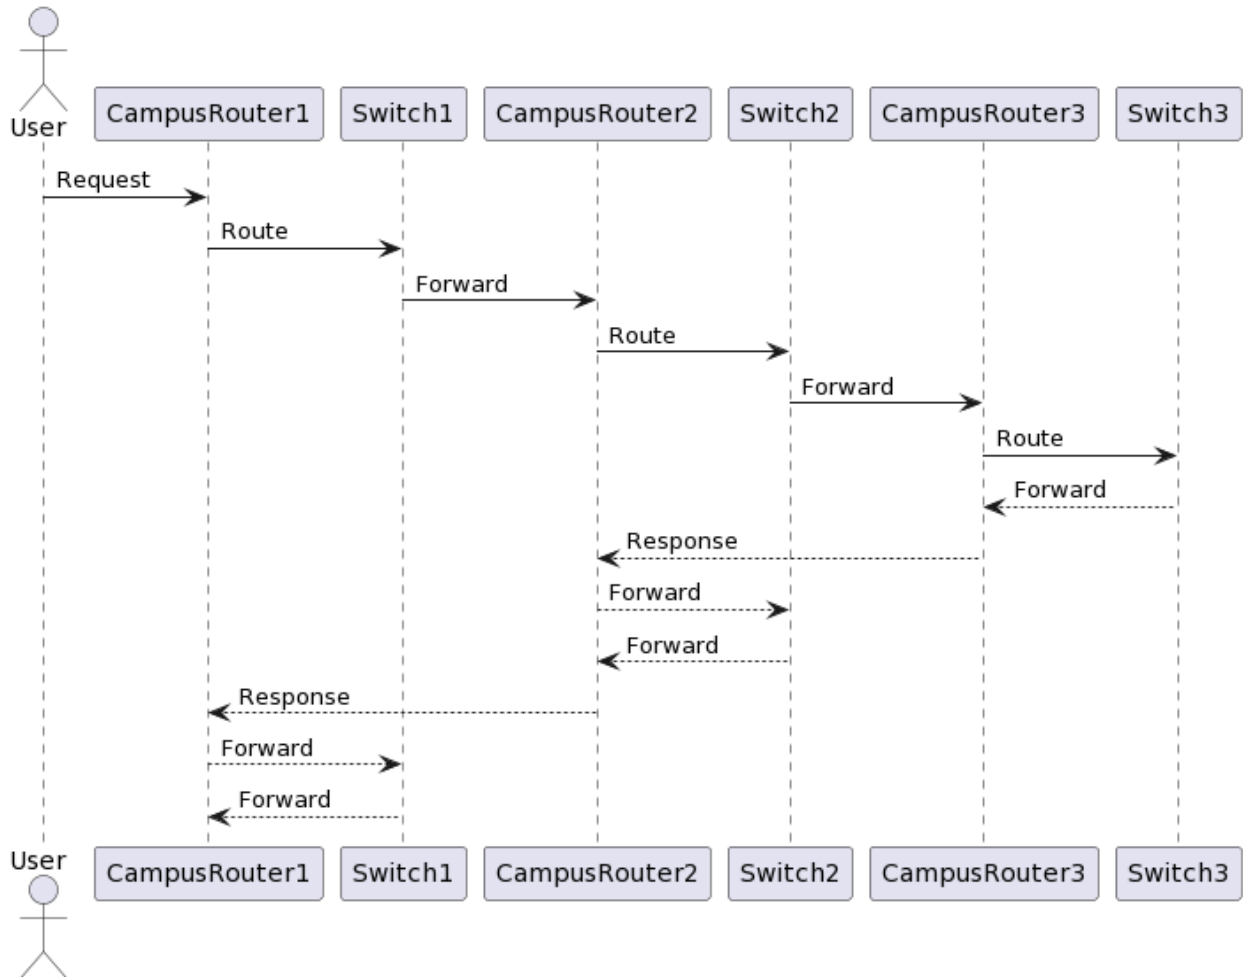 User
CampusRouter1
Switch1
CampusRouter2
Switch2
CampusRouter3
Switch3
Request
Route
Forward
Route
Forward
Route
Forward
Response
Forward
Forward
Response
Forward
Forward
User
CampusRouter1
Switch1
CampusRouter2
Switch2
CampusRouter3
Switch3